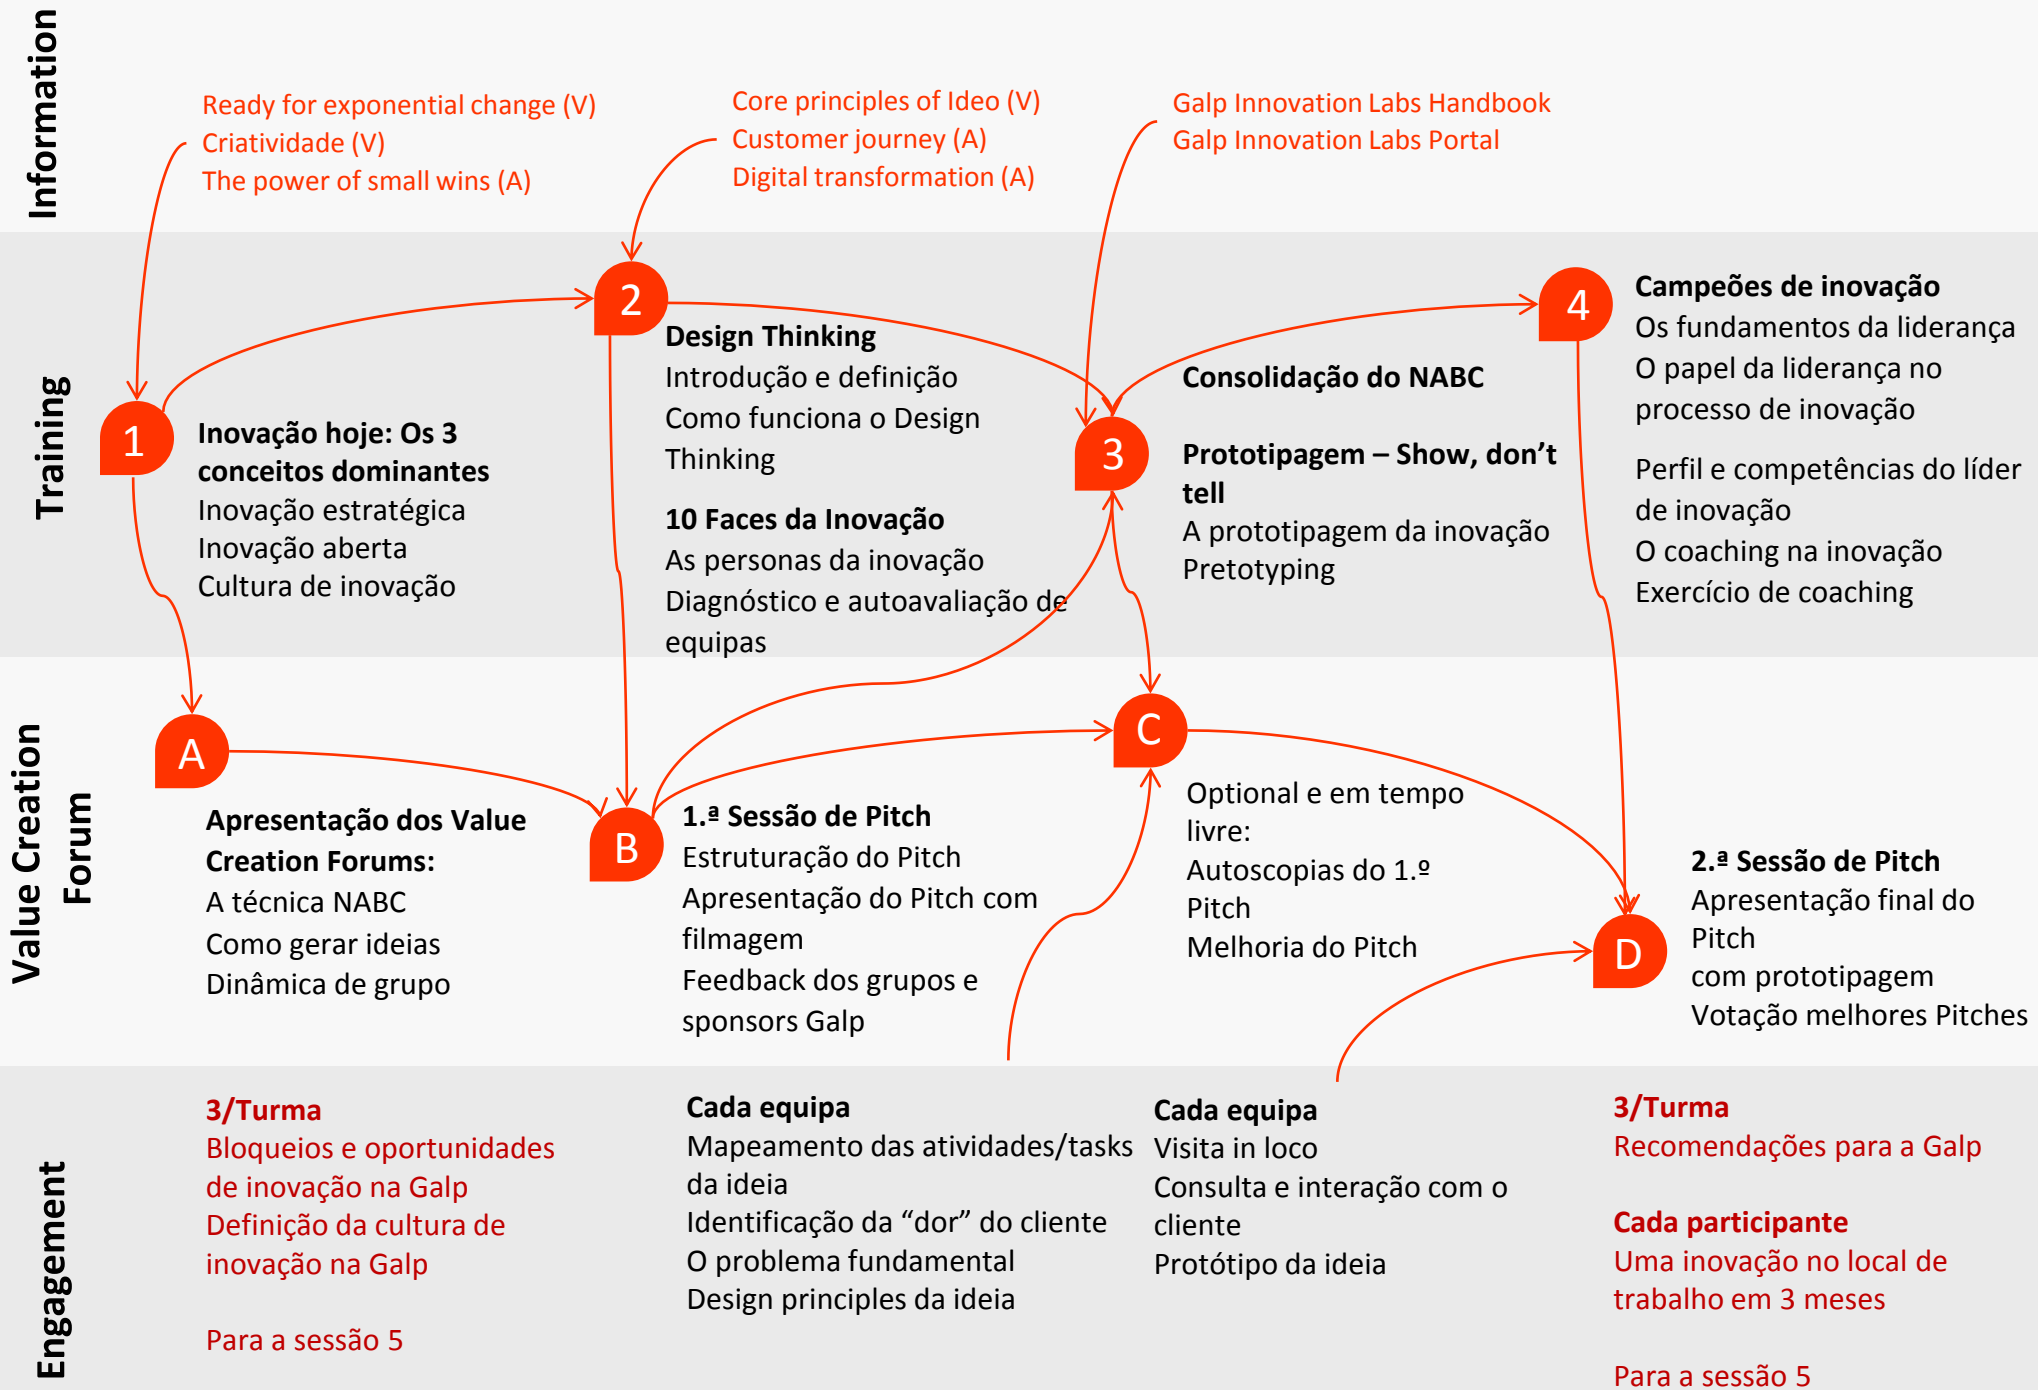 Information
Ready for exponential change (V)
Criatividade (V)
The power of small wins (A)
Core principles of Ideo (V)
Customer journey (A)
Digital transformation (A)
Galp Innovation Labs Handbook
Galp Innovation Labs Portal
Training
1
Inovação hoje: Os 3
conceitos dominantes
Inovação estratégica
Inovação aberta
Cultura de inovação
2
Design Thinking
Introdução e definição
Como funciona o Design
Thinking
10 Faces da Inovação
As personas da inovação
Diagnóstico e autoavaliação de
equipas
3
Consolidação do NABC
Prototipagem – Show, don’t
tell
A prototipagem da inovação
Pretotyping
4
Campeões de inovação
Os fundamentos da liderança
O papel da liderança no
processo de inovação
Perfil e competências do líder
de inovação
O coaching na inovação
Exercício de coaching
Value Creation
Forum
A
Apresentação dos Value
Creation Forums:
A técnica NABC
Como gerar ideias
Dinâmica de grupo
B
1.ª Sessão de Pitch
Estruturação do Pitch
Apresentação do Pitch com
filmagem
Feedback dos grupos e
sponsors Galp
C
Optional e em tempo
livre:
Autoscopias do 1.º
Pitch
Melhoria do Pitch
D
2.ª Sessão de Pitch
Apresentação final do
Pitch
com prototipagem
Votação melhores Pitches
Engagement
3/Turma
Bloqueios e oportunidades
de inovação na Galp
Definição da cultura de
inovação na Galp
Para a sessão 5
Cada equipa
Mapeamento das atividades/tasks
da ideia
Identificação da “dor” do cliente
O problema fundamental
Design principles da ideia
Cada equipa
Visita in loco
Consulta e interação com o
cliente
Protótipo da ideia
3/Turma
Recomendações para a Galp
Cada participante
Uma inovação no local de
trabalho em 3 meses
Para a sessão 5